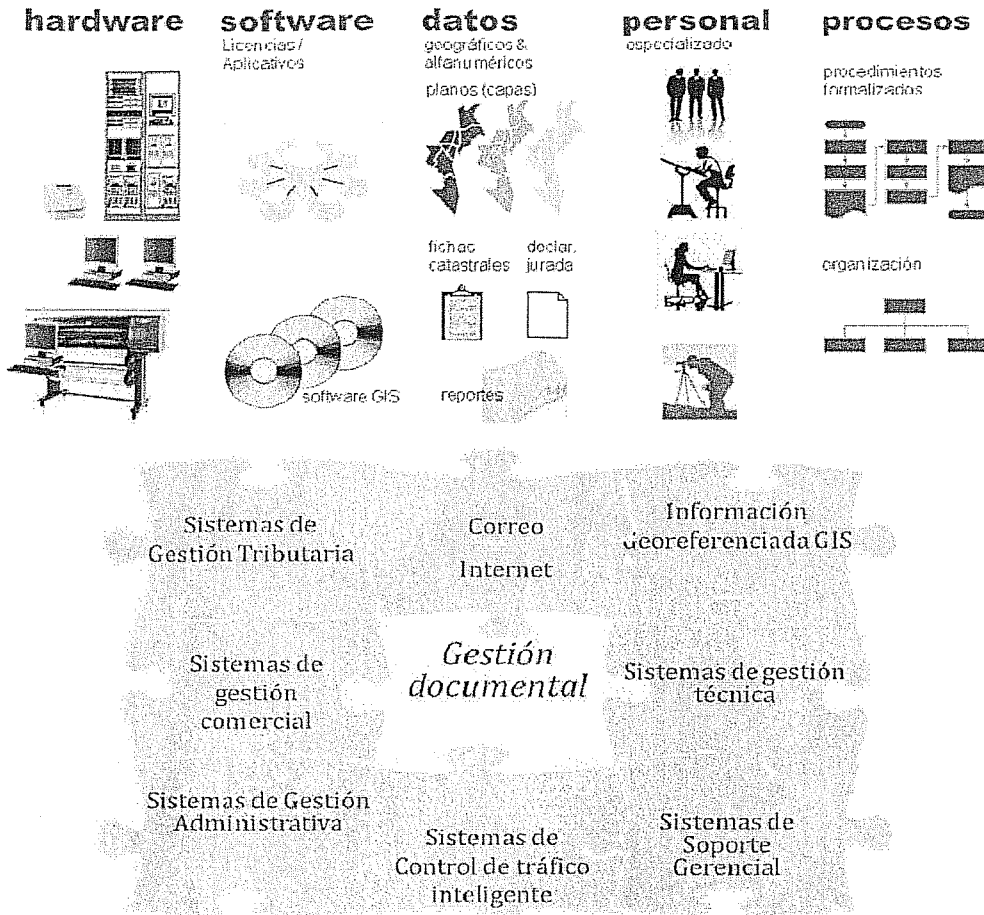 hardware
software
Licencias /
Aplicativos
software GIS
datos
geográficos &
alfanuméricos
planos (capas)
fichas
catastrales
declar.
jurada
reportes
personal
especializado
procesos
procedimientos
formalizados
organización
Sistemas de
Gestión Tributaria
Correo
Internet
Información
Georeferenciada GIS
Sistemas de
gestión
comercial
Gestión
documental
Sistemas de gestión
técnica
Sistemas de Gestión
Administrativa
Sistemas de
Control de tráfico
inteligente
Sistemas de
Soporte
Gerencial